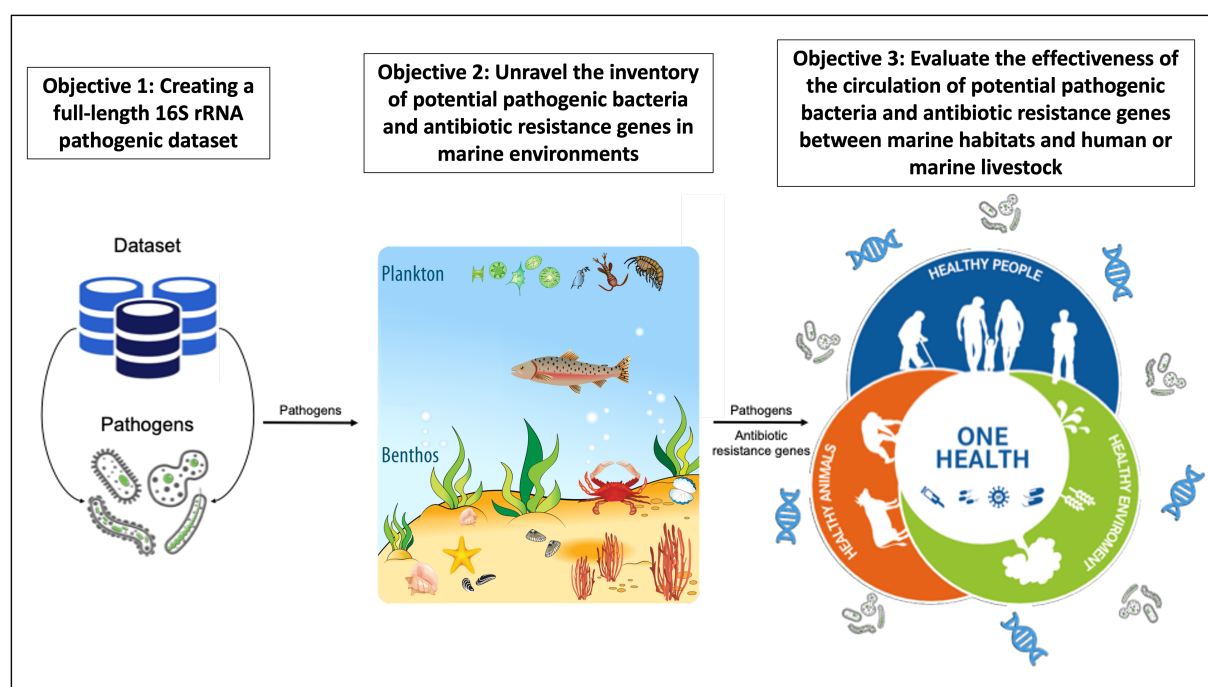 Objective 1: Creating a
full-length 16S rRNA
pathogenic dataset
Objective 2: Unravel the inventory
of potential pathogenic bacteria
and antibiotic resistance genes in
marine environments
Objective 3: Evaluate the effectiveness of
the circulation of potential pathogenic
bacteria and antibiotic resistance genes
between marine habitats and human or
marine livestock
Dataset
Pathogens
Pathogens
Plankton
Benthos
Pathogens
Antibiotic
resistance genes
HEALTHY PEOPLE
HEALTHY ANIMALS
HEALTHY ENVIROMENT
ONE
HEALTH